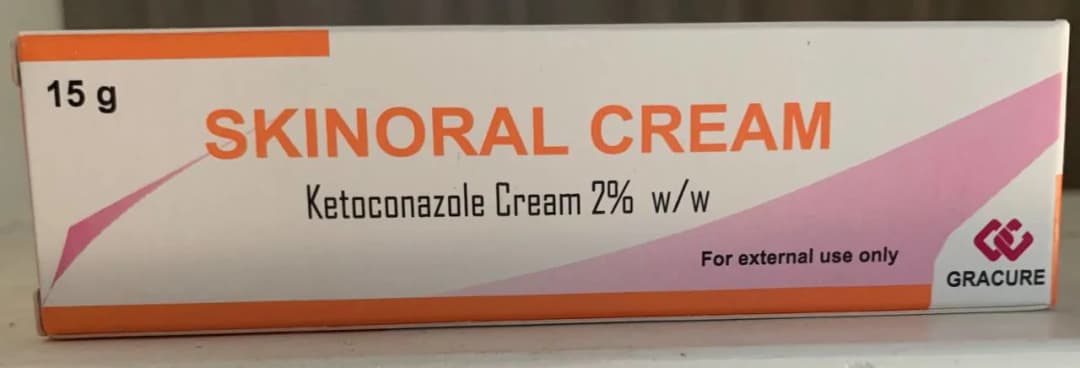 15 g
SKINORAL CREAM
Ketoconazole Cream 2% w/w
For external use only
GRACURE